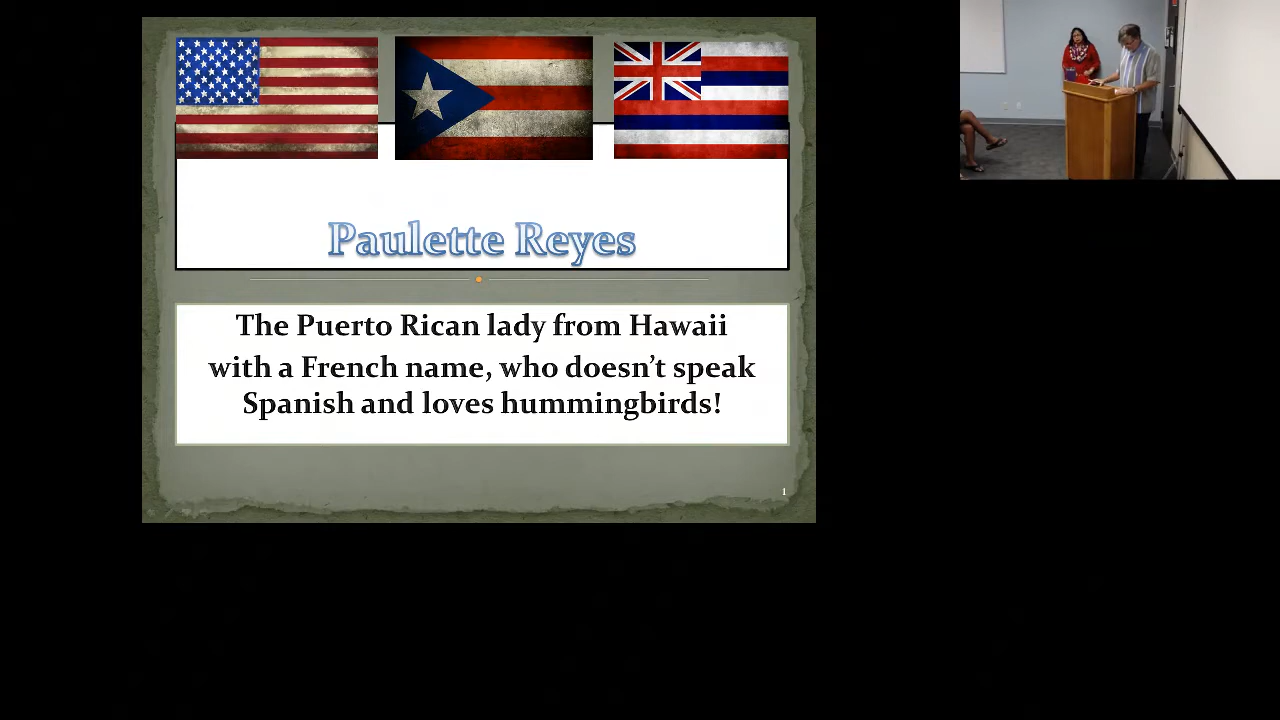 Paulette Reyes
The Puerto Rican lady from Hawaii
with a French name, who doesn’t speak
Spanish and loves hummingbirds!
1